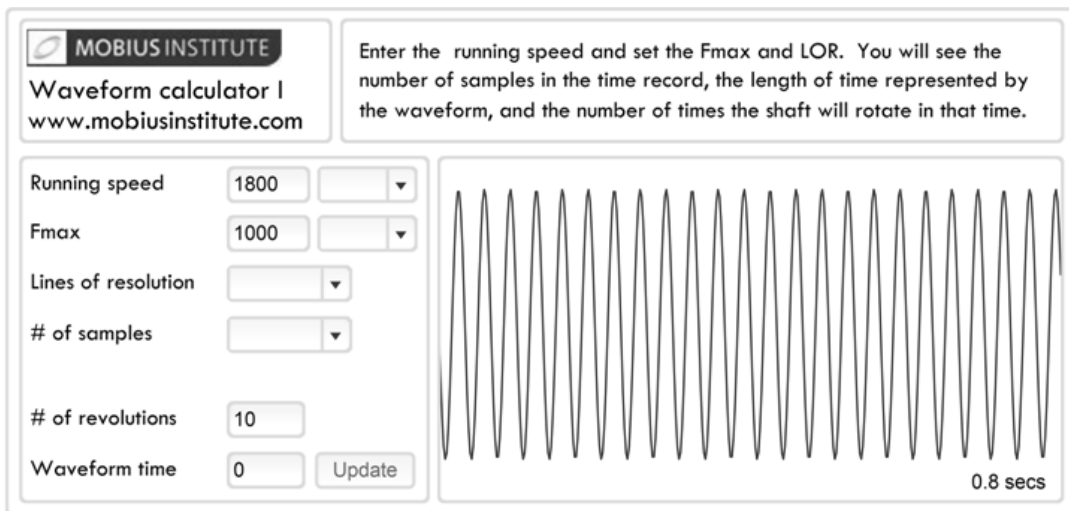 MOBIUS INSTITUTE
Waveform calculator I
www.mobiusinstitute.com
Enter the running speed and set the Fmax and LOR. You will see the
number of samples in the time record, the length of time represented by
the waveform, and the number of times the shaft will rotate in that time.
Running speed 1800
Fmax 1000
Lines of resolution
# of samples
# of revolutions 10
Waveform time 0 Update
0.8 secs